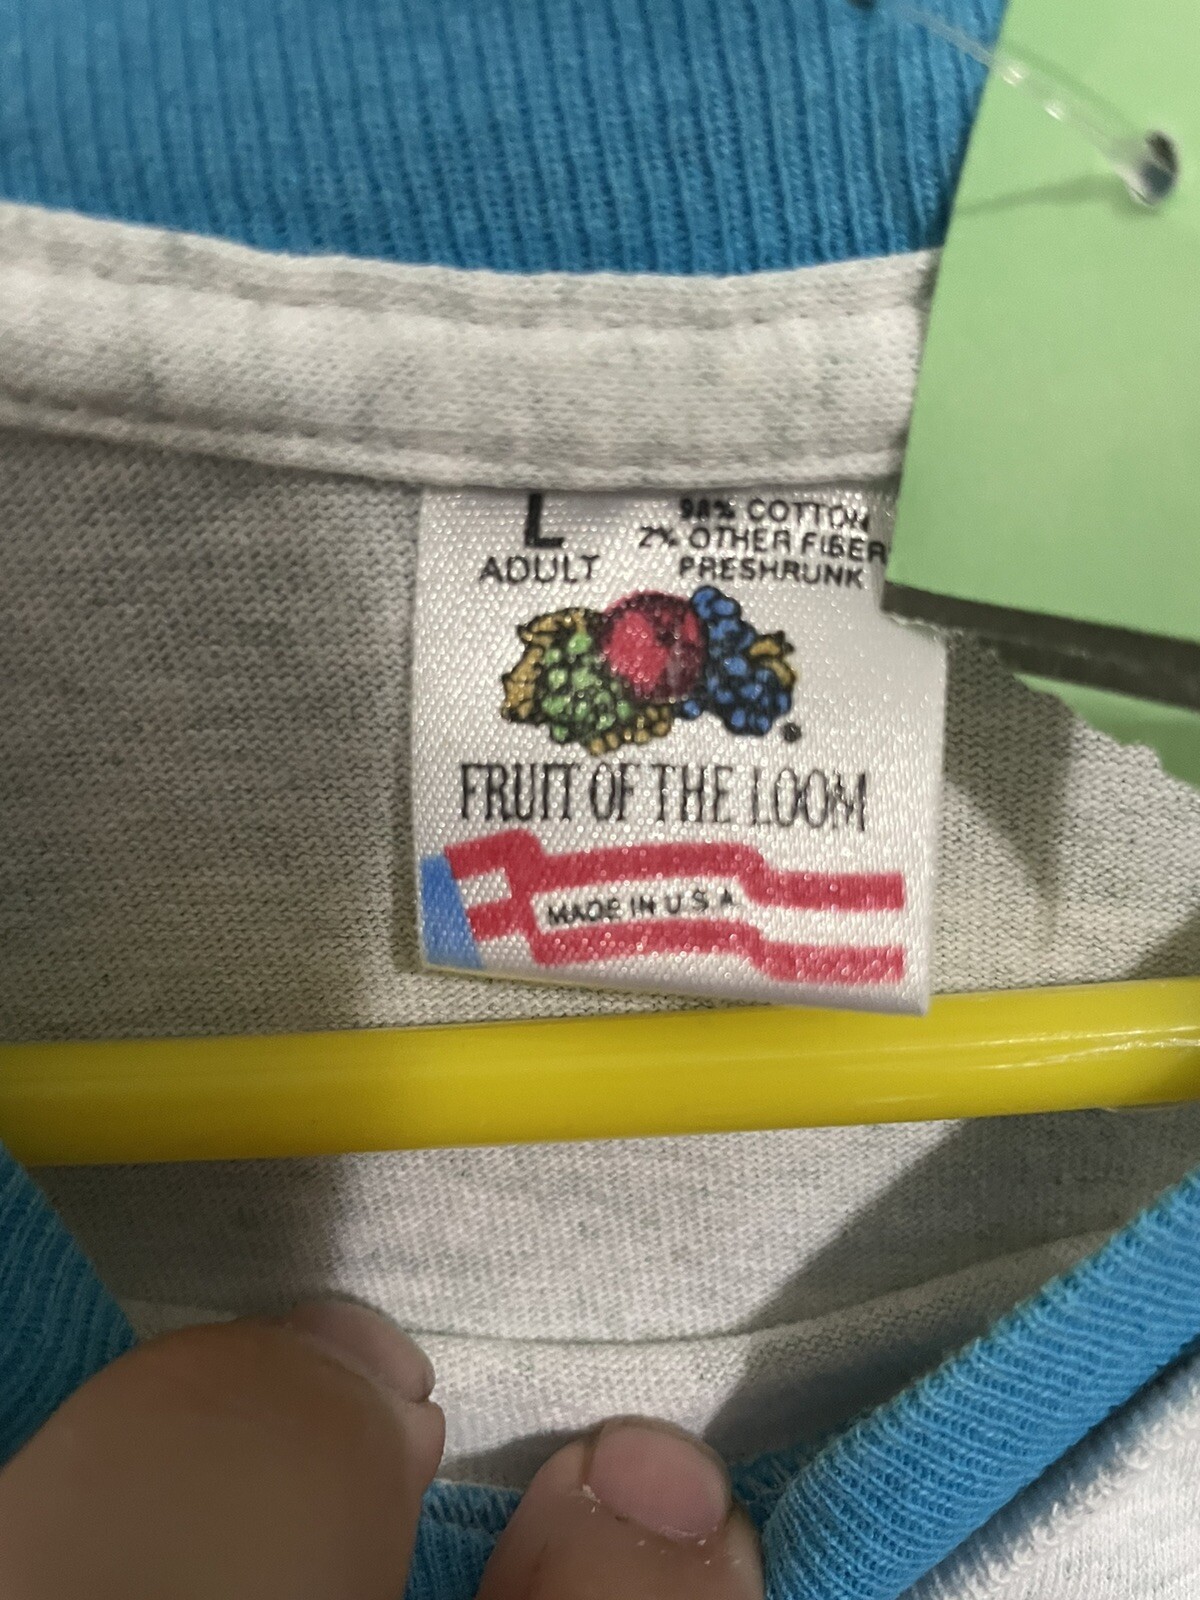 L
ADULT
98% COTTON
2% OTHER FIBER
PRESHRUNK
®
FRUIT OF THE LOOM
MADE IN U.S.A.